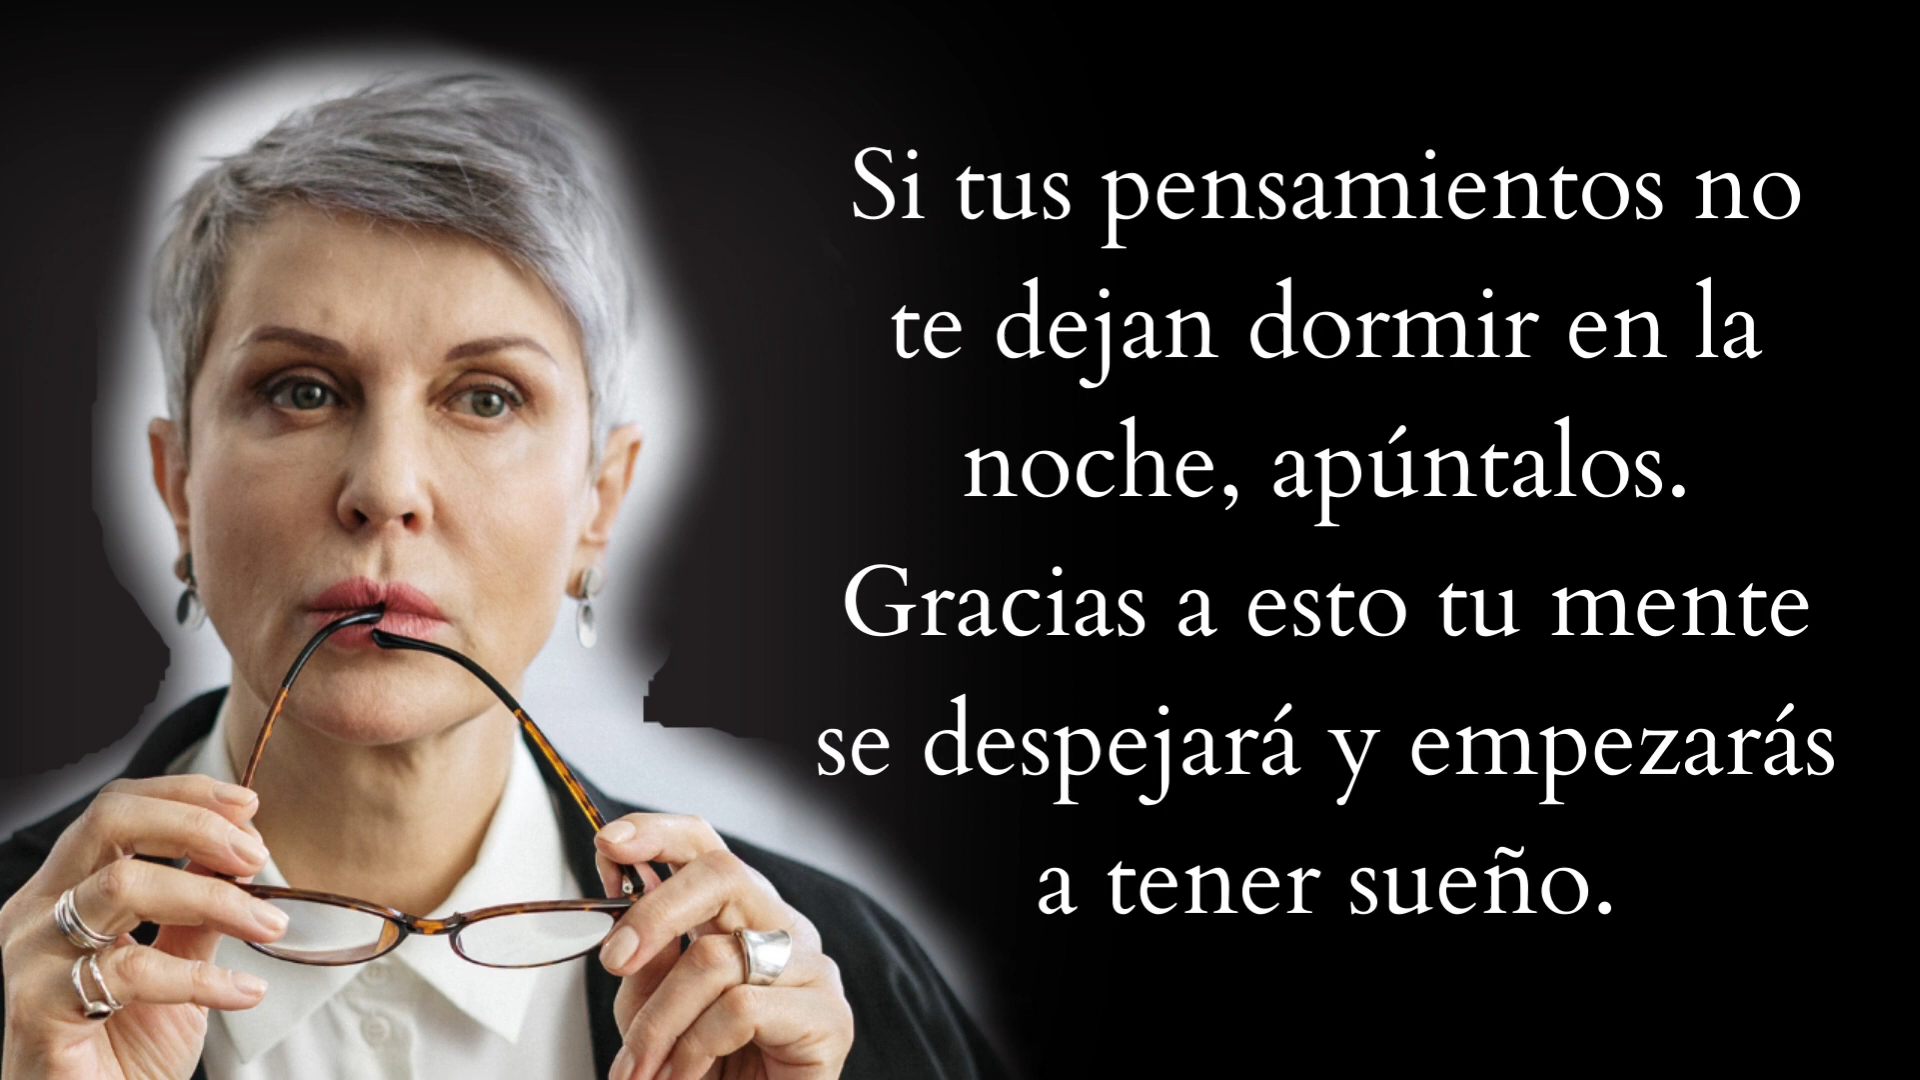 Si tus pensamientos no
te dejan dormir en la
noche, apúntalos.
Gracias a esto tu mente
se despejará y empezarás
a tener sueño.